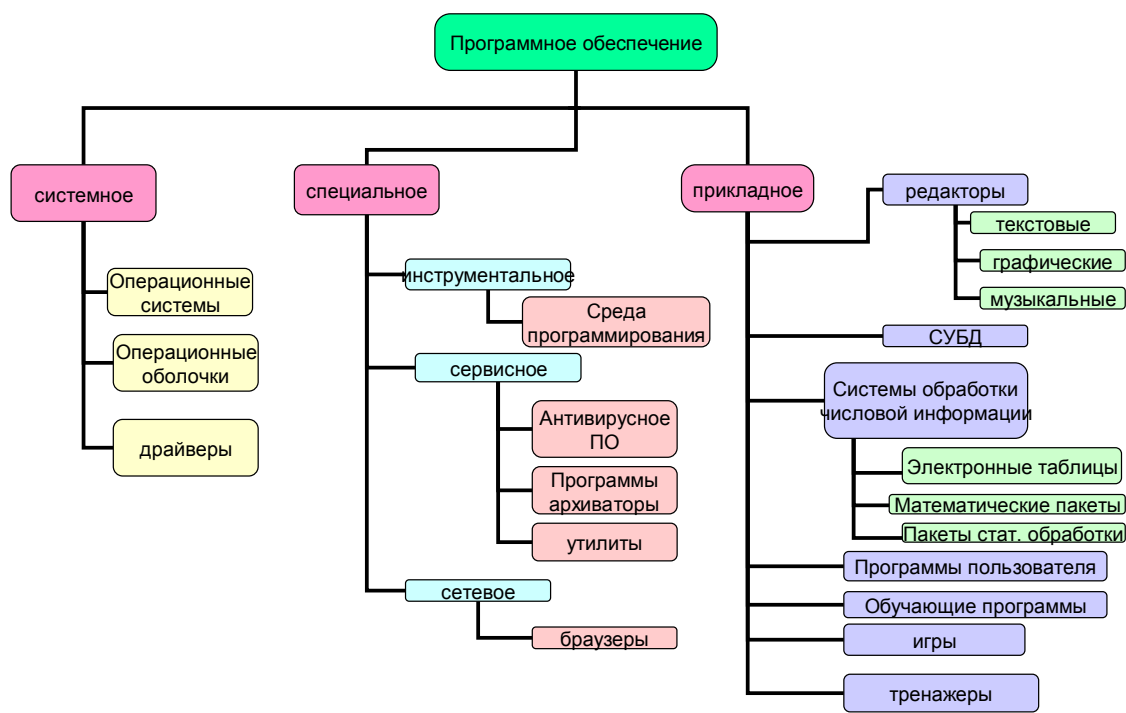 Программное обеспечение
системное
Операционные
системы
Операционные
оболочки
драйверы
специальное
инструментальное
Среда
программирования
сервисное
Антивирусное
ПО
Программы
архиваторы
утилиты
сетевое
браузеры
прикладное
редакторы
текстовые
графические
музыкальные
СУБД
Системы обработки
числовой информации
Электронные таблицы
Математические пакеты
Пакеты стат. обработки
Программы пользователя
Обучающие программы
игры
тренажеры